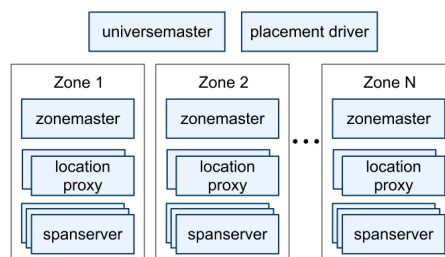 universemaster
placement driver
Zone 1
zonemaster
location
proxy
spanserver
Zone 2
zonemaster
location
proxy
spanserver
...
Zone N
zonemaster
location
proxy
spanserver